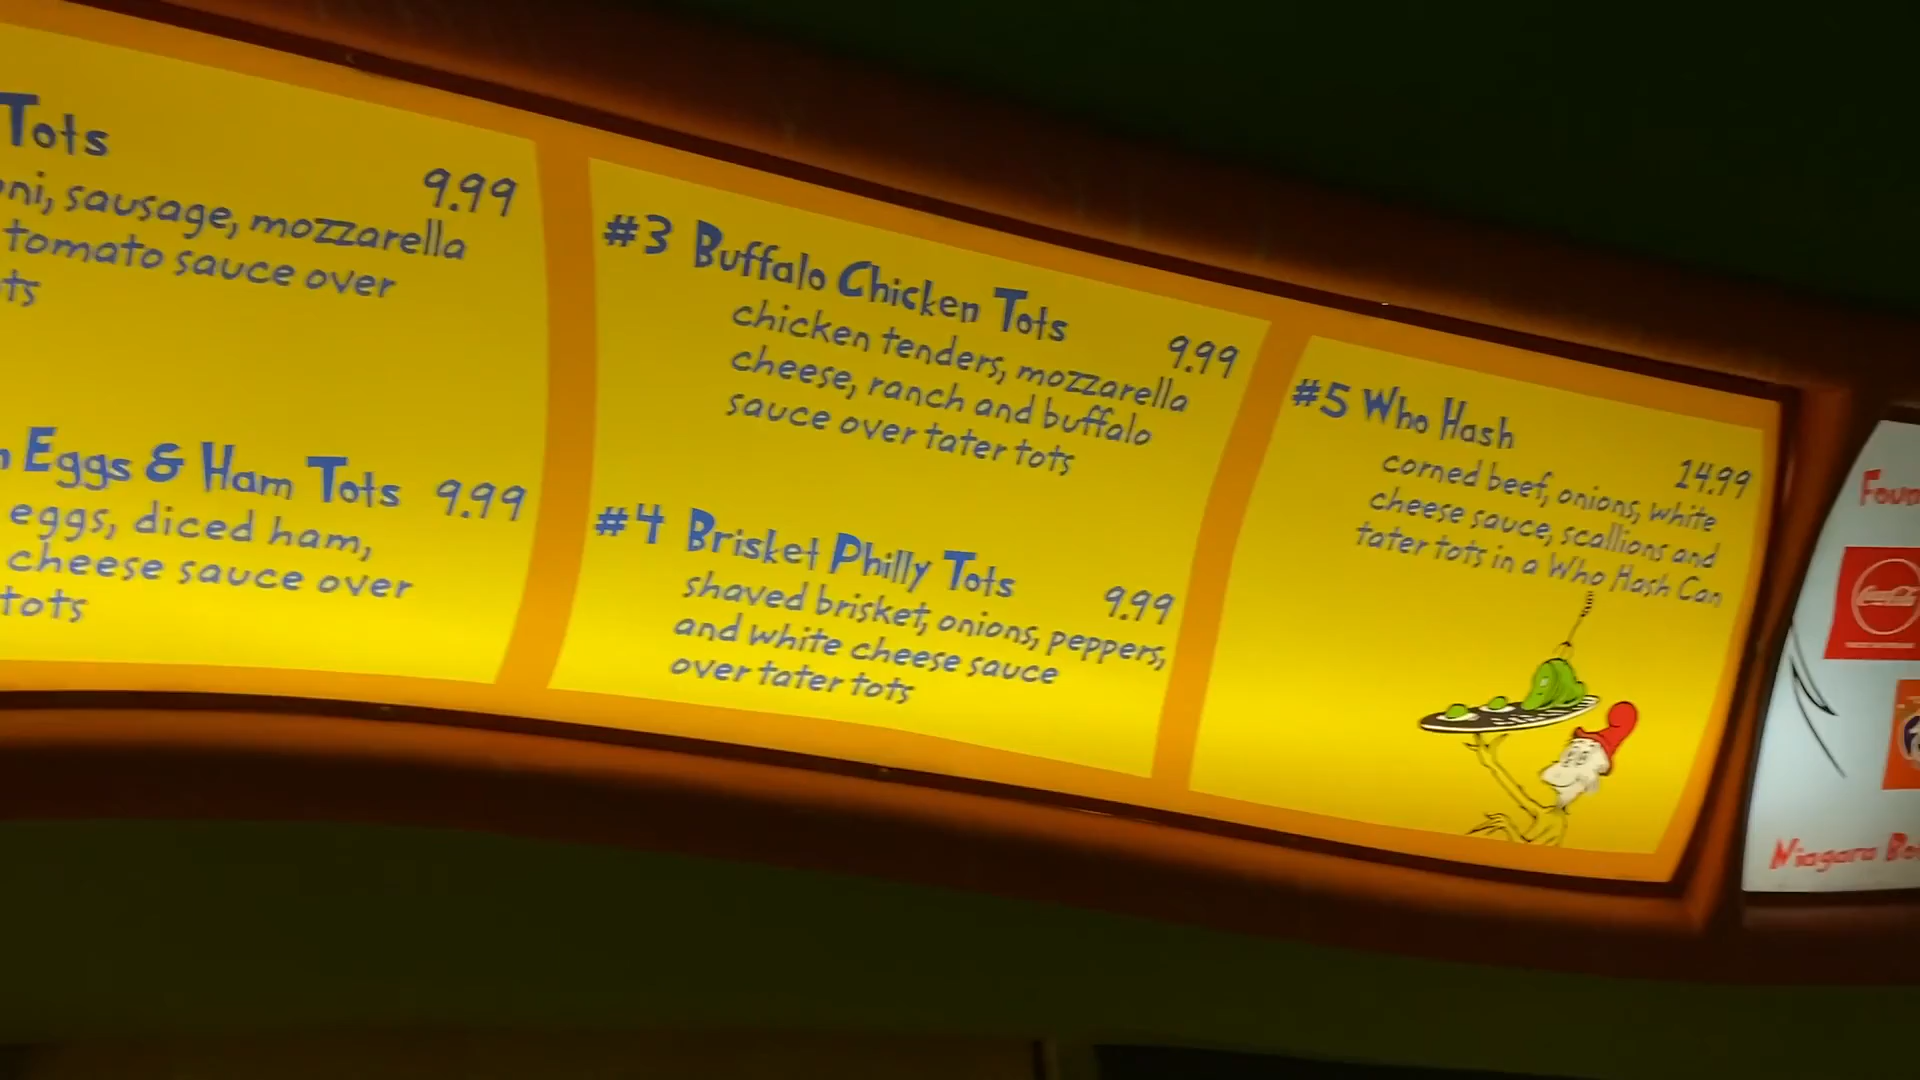 Tots
9.99
sausage, mozzarella
tomato sauce over
Eggs & Ham Tots 9.99
eggs, diced ham,
cheese sauce over
tots
#3 Buffalo Chicken Tots
9.99
chicken tenders, mozzarella
cheese, ranch and buffalo
sauce over tater tots
#4 Brisket Philly Tots
9.99
shaved brisket, onions, peppers,
and white cheese sauce
over tater tots
#5 Who Hash
14.99
corned beef, onions, white
cheese sauce, scallions and
tater tots in a Who Hash Can
Coca-Cola
Niagara